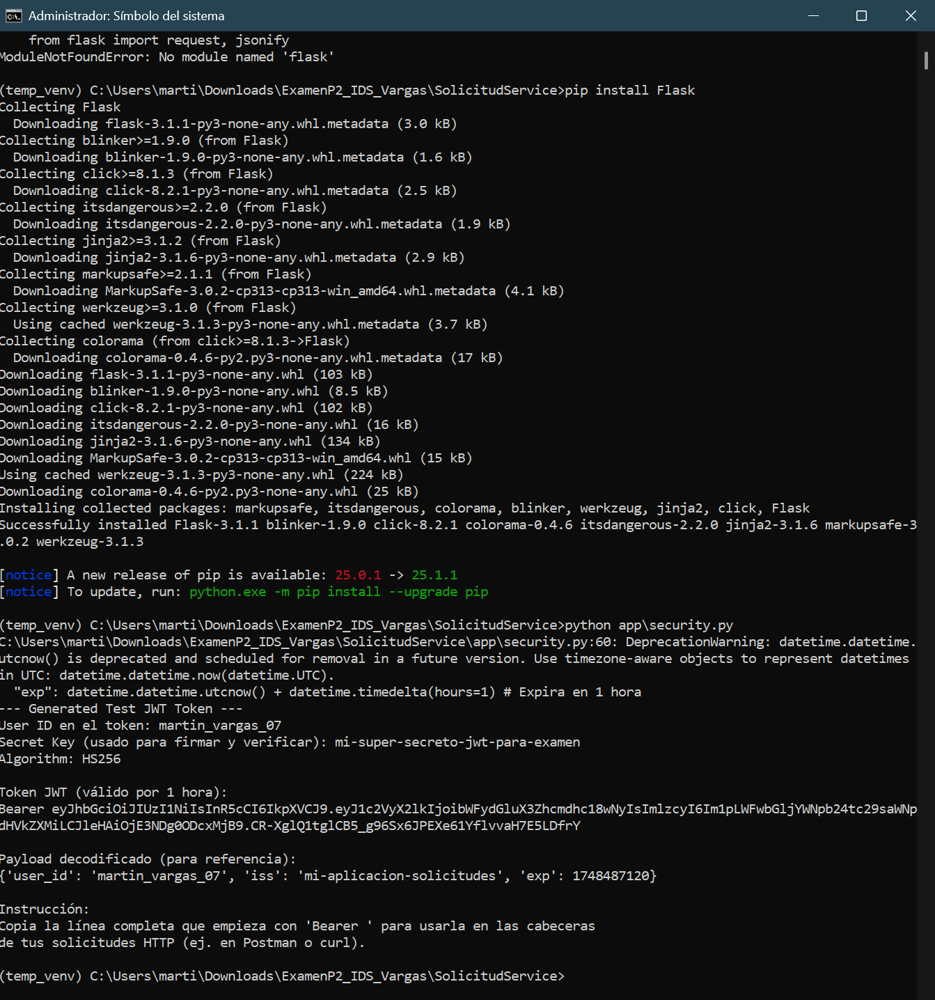 Administrador: Símbolo del sistema
    from flask import request, jsonify
ModuleNotFoundError: No module named 'flask'
(temp_venv) C:\Users\marti\Downloads\ExamenP2_IDS_Vargas\SolicitudService>pip install Flask
Collecting Flask
  Downloading flask-3.1.1-py3-none-any.whl.metadata (3.0 kB)
Collecting blinker>=1.9.0 (from Flask)
  Downloading blinker-1.9.0-py3-none-any.whl.metadata (1.6 kB)
Collecting click>=8.1.3 (from Flask)
  Downloading click-8.2.1-py3-none-any.whl.metadata (2.5 kB)
Collecting itsdangerous>=2.2.0 (from Flask)
  Downloading itsdangerous-2.2.0-py3-none-any.whl.metadata (1.9 kB)
Collecting jinja2>=3.1.2 (from Flask)
  Downloading jinja2-3.1.6-py3-none-any.whl.metadata (2.9 kB)
Collecting markupsafe>=2.1.1 (from Flask)
  Downloading MarkupSafe-3.0.2-cp313-cp313-win_amd64.whl.metadata (4.1 kB)
Collecting werkzeug>=3.1.0 (from Flask)
  Using cached werkzeug-3.1.3-py3-none-any.whl.metadata (3.7 kB)
Collecting colorama (from click>=8.1.3->Flask)
  Downloading colorama-0.4.6-py2.py3-none-any.whl.metadata (17 kB)
Downloading flask-3.1.1-py3-none-any.whl (103 kB)
Downloading blinker-1.9.0-py3-none-any.whl (8.5 kB)
Downloading click-8.2.1-py3-none-any.whl (102 kB)
Downloading itsdangerous-2.2.0-py3-none-any.whl (16 kB)
Downloading jinja2-3.1.6-py3-none-any.whl (134 kB)
Downloading MarkupSafe-3.0.2-cp313-cp313-win_amd64.whl (15 kB)
Using cached werkzeug-3.1.3-py3-none-any.whl (224 kB)
Downloading colorama-0.4.6-py2.py3-none-any.whl (25 kB)
Installing collected packages: markupsafe, itsdangerous, colorama, blinker, werkzeug, jinja2, click, Flask
Successfully installed Flask-3.1.1 blinker-1.9.0 click-8.2.1 colorama-0.4.6 itsdangerous-2.2.0 jinja2-3.1.6 markupsafe-3
.0.2 werkzeug-3.1.3
[notice] A new release of pip is available: 25.0.1 -> 25.1.1
[notice] To update, run: python.exe -m pip install --upgrade pip
(temp_venv) C:\Users\marti\Downloads\ExamenP2_IDS_Vargas\SolicitudService>python app\security.py
C:\Users\marti\Downloads\ExamenP2_IDS_Vargas\SolicitudService\app\security.py:60: DeprecationWarning: datetime.datetime.
utcnow() is deprecated and scheduled for removal in a future version. Use timezone-aware objects to represent datetimes
in UTC: datetime.datetime.now(datetime.UTC).
  "exp": datetime.datetime.utcnow() + datetime.timedelta(hours=1) # Expira en 1 hora
--- Generated Test JWT Token ---
User ID en el token: martin_vargas_07
Secret Key (usado para firmar y verificar): mi-super-secreto-jwt-para-examen
Algorithm: HS256
Token JWT (válido por 1 hora):
Bearer eyJhbGciOiJIUzI1NiIsInR5cCI6IkpXVCJ9.eyJ1c2VyX2lkIjoibWFydGluX3Zhcmdhc18wNyIsImlzcyI6Im1pLWFwbGljYWNpb24tc29saWNp
dHVkZXMiLCJleHAiOjE3NDg0ODcxMjB9.CR-XglQ1tglCB5_g96Sx6JPEXe61YflvvaH7E5LDfrY
Payload decodificado (para referencia):
{'user_id': 'martin_vargas_07', 'iss': 'mi-aplicacion-solicitudes', 'exp': 1748487120}
Instrucción:
Copia la línea completa que empieza con 'Bearer ' para usarla en las cabeceras
de tus solicitudes HTTP (ej. en Postman o curl).
(temp_venv) C:\Users\marti\Downloads\ExamenP2_IDS_Vargas\SolicitudService>